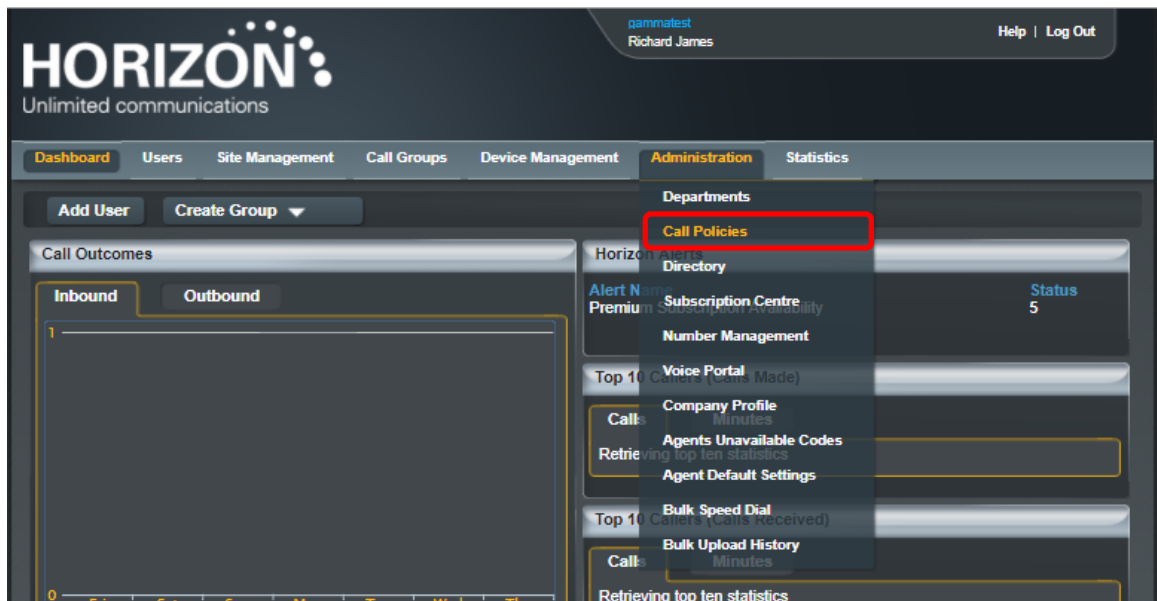 gammatest
Richard James
Help | Log Out
HORIZON
Unlimited communications
Dashboard Users Site Management Call Groups Device Management Administration Statistics
Add User Create Group
Departments
Call Policies
Directory
Subscription Centre
Number Management
Voice Portal
Company Profile
Agents Unavailable Codes
Agent Default Settings
Bulk Speed Dial
Bulk Upload History
Call Outcomes
Inbound Outbound
1
0
Horizon Alerts
Alert Name Status
Premium Subscription Availability 5
Top 10 Callers (Calls Made)
Calls Minutes
Retrieving top ten statistics
Top 10 Callers (Calls Received)
Calls Minutes
Retrieving top ten statistics